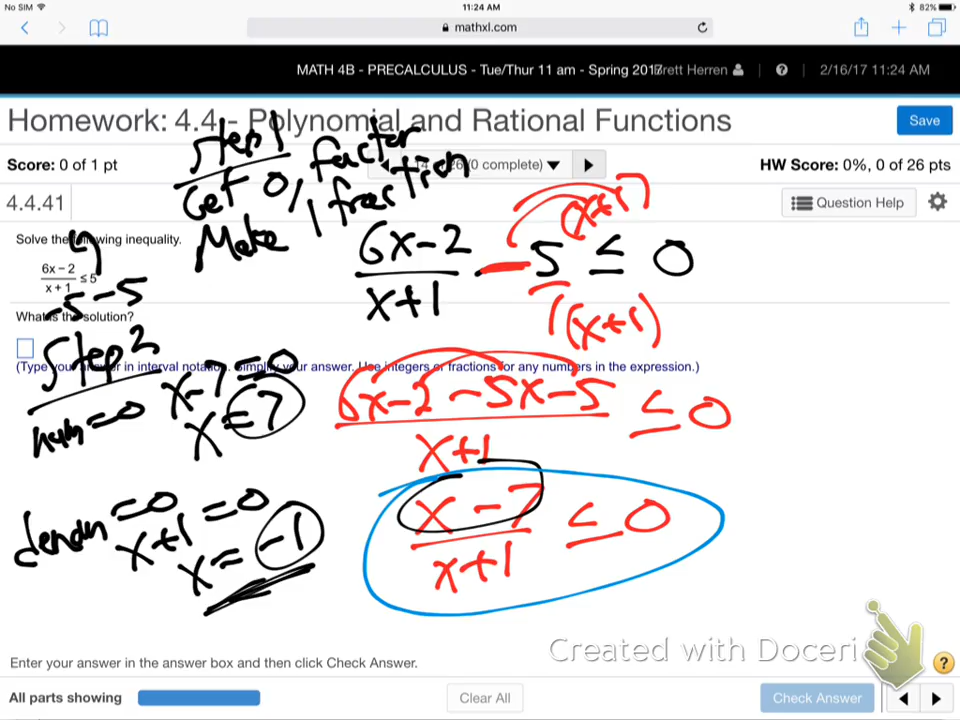 No SIM
11:24 AM
82%
mathxl.com
MATH 4B - PRECALCULUS - Tue/Thur 11 am - Spring 2017
Brett Herren
2/16/17 11:24 AM
Homework: 4.4 - Polynomial and Rational Functions
Save
Score: 0 of 1 pt
26 (0 complete)
HW Score: 0%, 0 of 26 pts
4.4.41
Question Help
Step 1
Get 0, factor
Make 1 fraction
Solve the following inequality.
6x − 2
x + 1
≤ 5
-5 -5
6x-2
x+1
- 5 ≤ 0
(x+1)
1(x+1)
What is the solution?
(Type your answer in interval notation. Simplify your answer. Use integers or fractions for any numbers in the expression.)
Step 2
num=0
x-7=0
x=7
6x-2 -5x-5
x+1
≤ 0
denom=0
x+1=0
x=-1
x-7
x+1
≤ 0
Created with Doceri
Enter your answer in the answer box and then click Check Answer.
?
All parts showing
Clear All
Check Answer